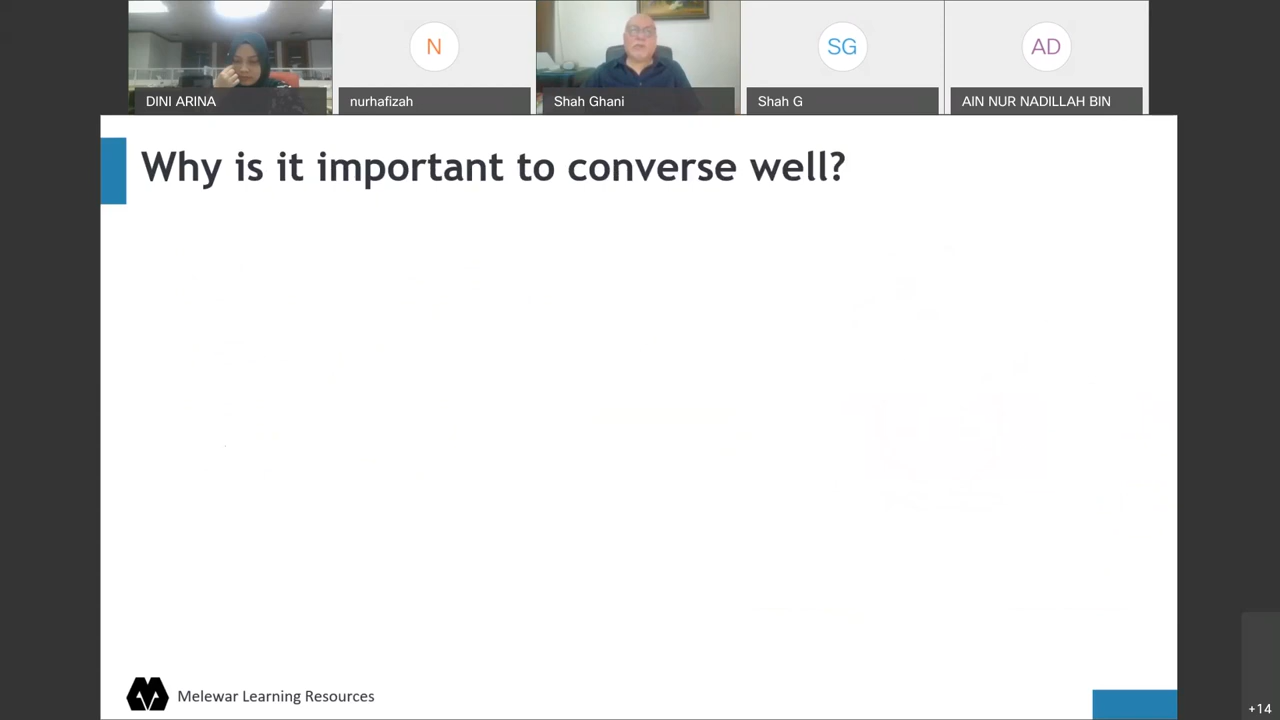 DINI ARINA
N
nurhafizah
Shah Ghani
SG
Shah G
AD
AIN NUR NADILLAH BIN
Why is it important to converse well?
Melewar Learning Resources
+14